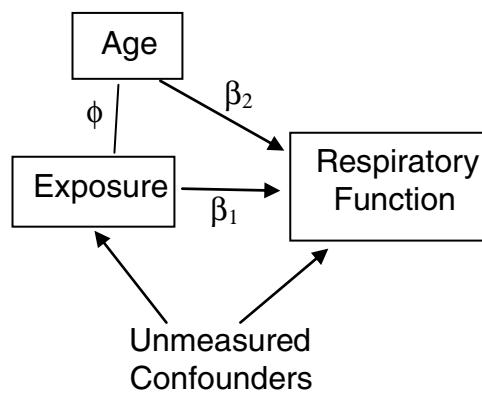 Age
β₂
ϕ
Respiratory
Function
Exposure
β₁
Unmeasured
Confounders